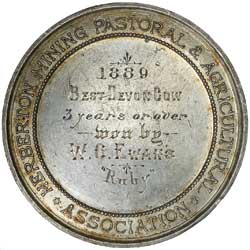 HERBERTON MINING PASTORAL & AGRICULTURAL ASSOCIATION
1889
BEST DEVON COW
3 years or over
won by
W. C. EWANS
"Ruby"